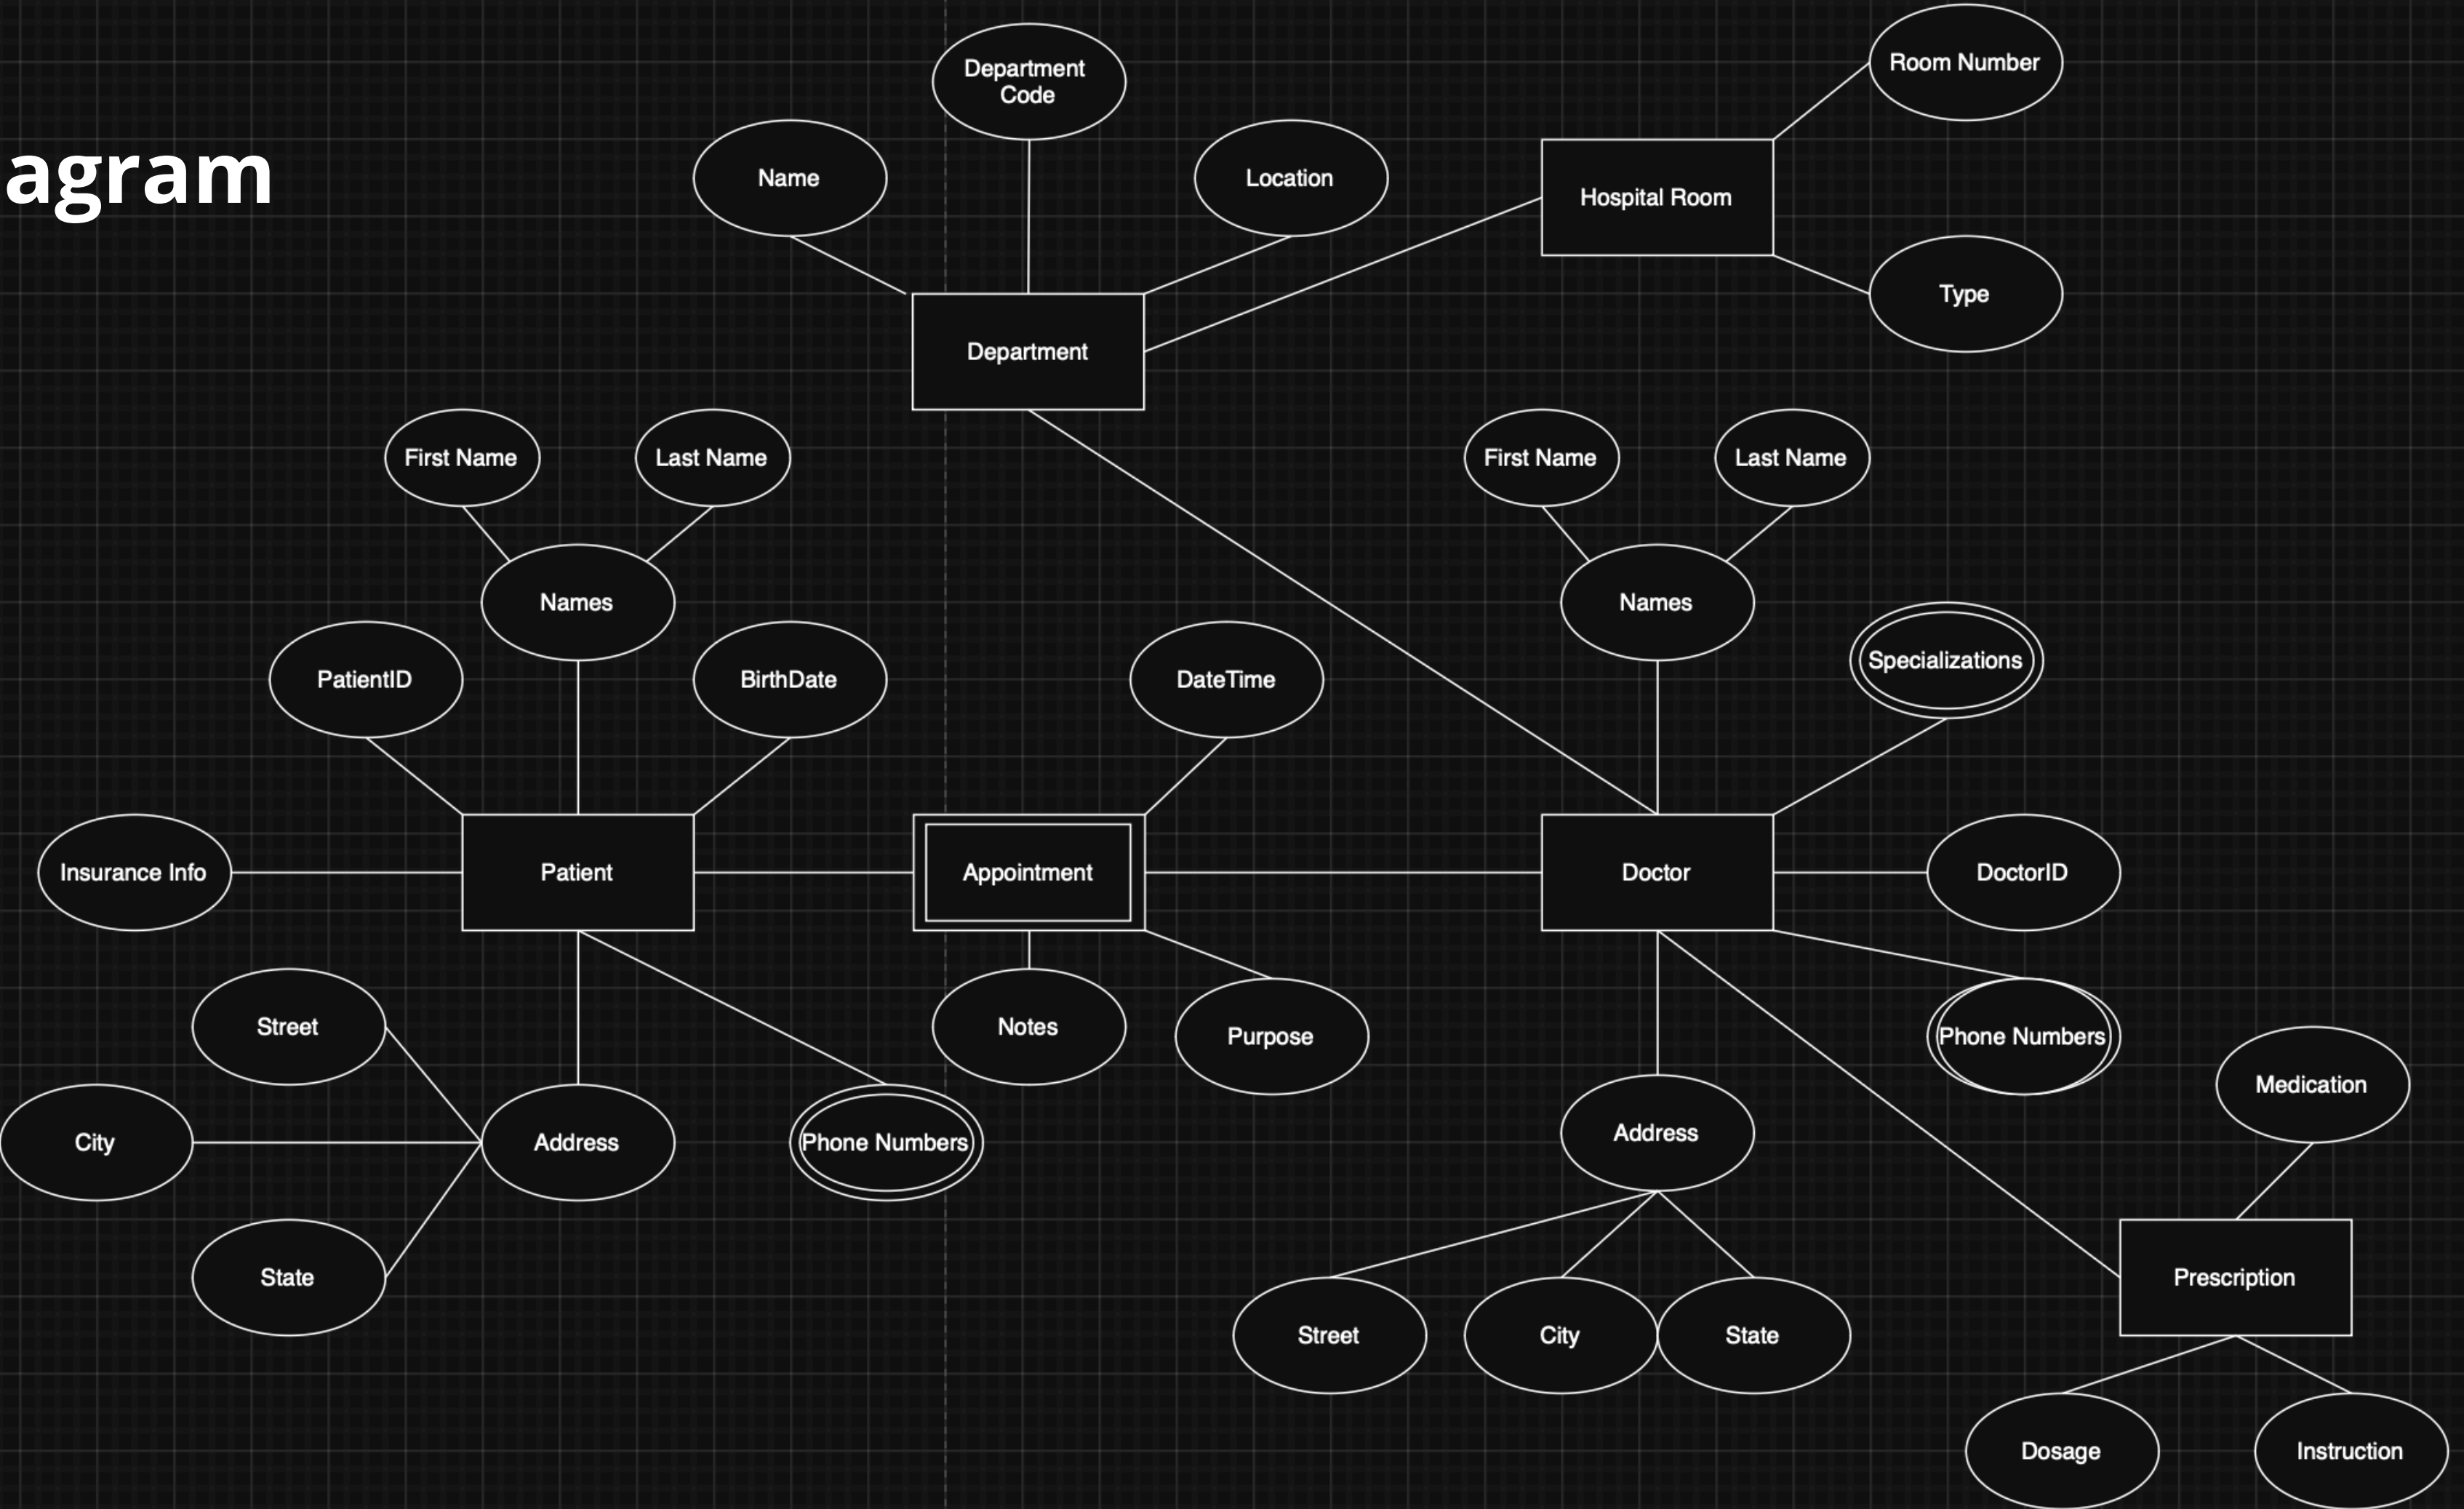 Room Number
Department
Code
agram
Name
Location
Hospital Room
Type
Department
First Name
Last Name
First Name
Last Name
Names
Names
Specializations
PatientID
BirthDate
DateTime
Insurance Info
Patient
Appointment
Doctor
DoctorID
Street
Notes
Purpose
Phone Numbers
Medication
City
Address
Phone Numbers
Address
State
Prescription
Street
City
State
Dosage
Instruction